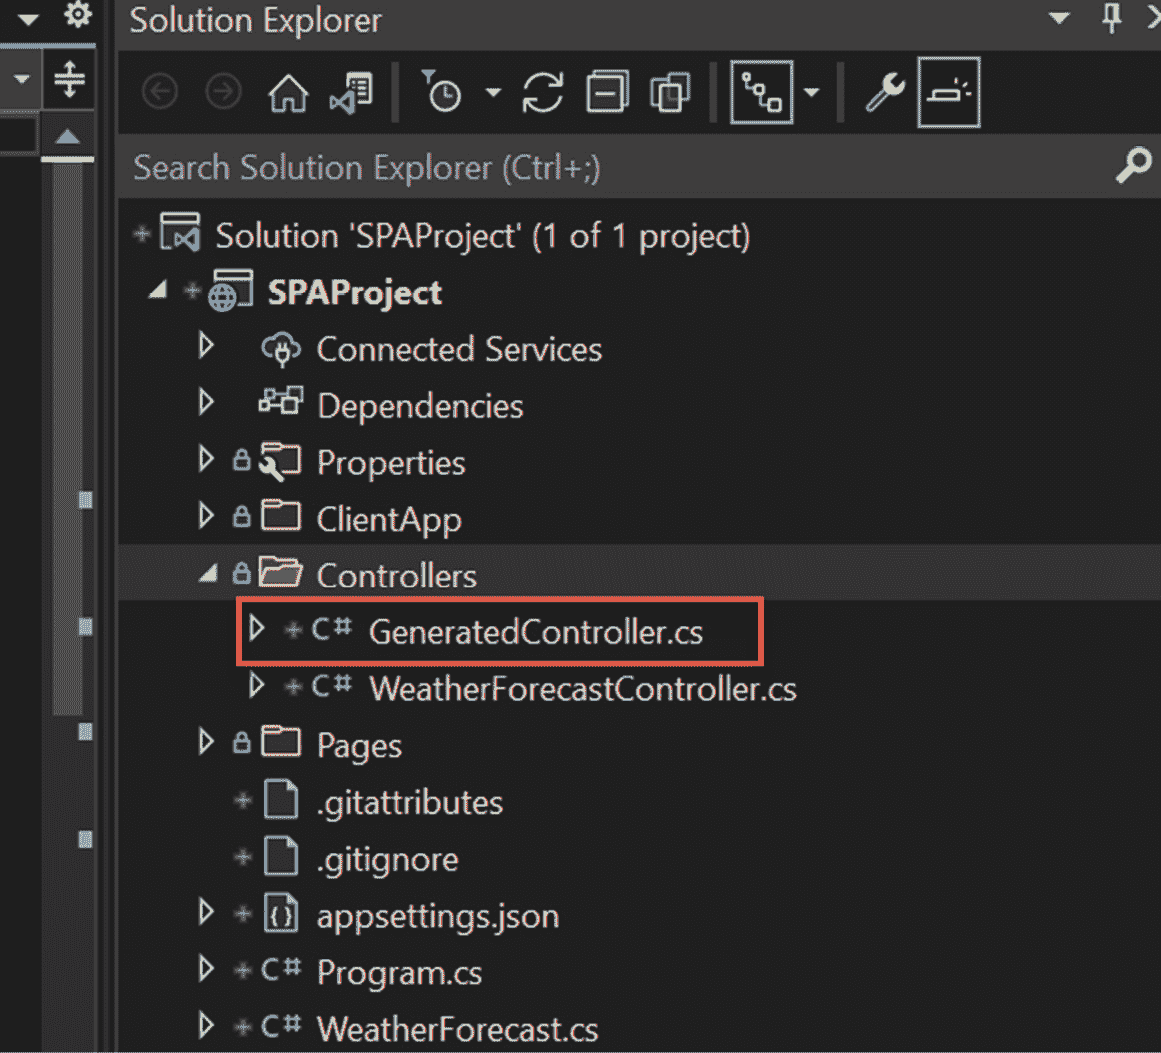 Solution Explorer
Search Solution Explorer (Ctrl+;)
Solution 'SPAProject' (1 of 1 project)
SPAProject
Connected Services
Dependencies
Properties
ClientApp
Controllers
C# GeneratedController.cs
C# WeatherForecastController.cs
Pages
.gitattributes
.gitignore
appsettings.json
C# Program.cs
C# WeatherForecast.cs